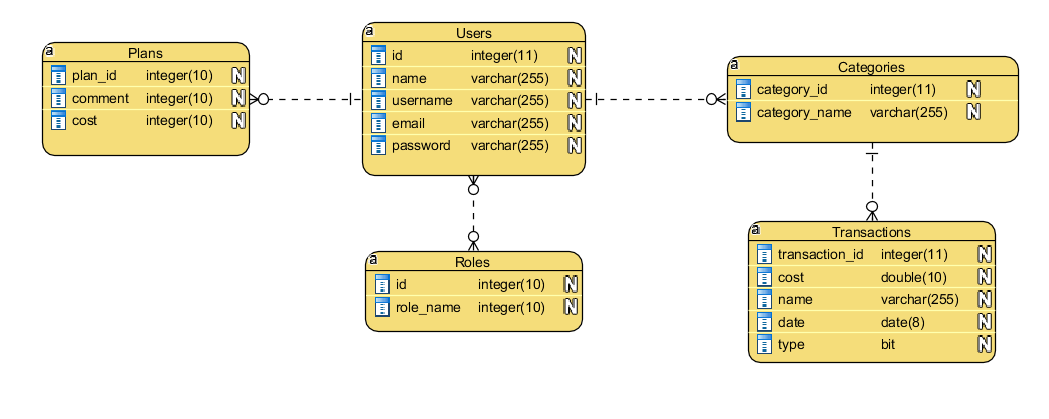 a
Plans
plan_id integer(10) N
comment integer(10) N
cost integer(10) N
a
Users
id integer(11) N
name varchar(255) N
username varchar(255) N
email varchar(255) N
password varchar(255) N
a
Categories
category_id integer(11) N
category_name varchar(255) N
a
Roles
id integer(10) N
role_name integer(10) N
a
Transactions
transaction_id integer(11) N
cost double(10) N
name varchar(255) N
date date(8) N
type bit N